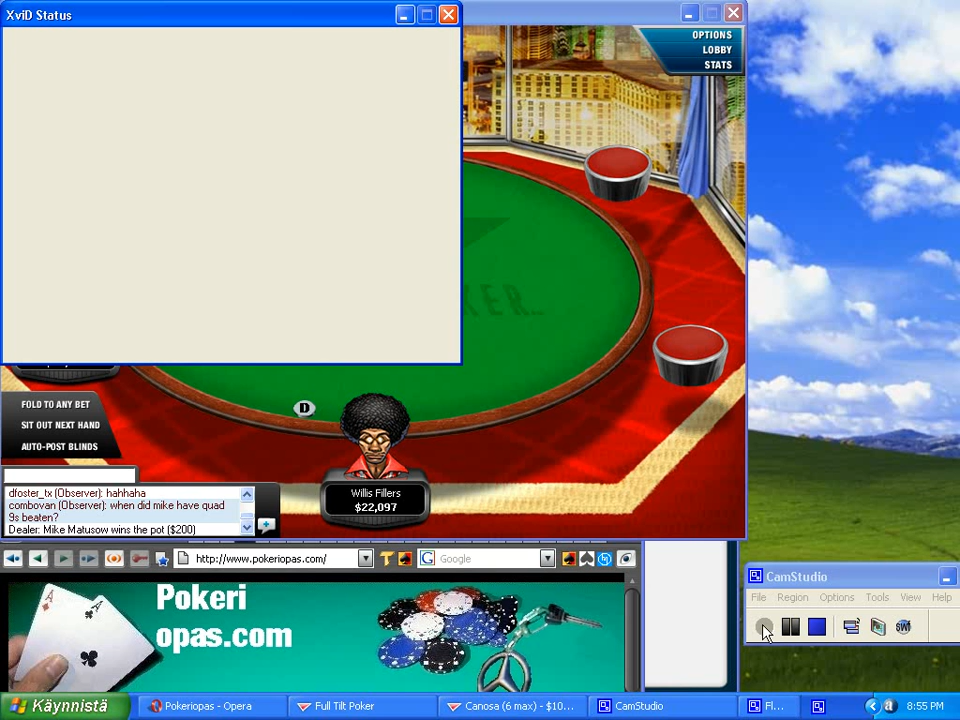 XviD Status
OPTIONS
LOBBY
STATS
FOLD TO ANY BET
SIT OUT NEXT HAND
AUTO-POST BLINDS
D
dfoster_tx (Observer): hahhaha
combovan (Observer): when did mike have quad
9s beaten?
Dealer: Mike Matusow wins the pot ($200)
Willis Fillers
$22,097
http://www.pokeriopas.com/
G Google
A
A
Pokeri
opas.com
CamStudio
File Region Options Tools View Help
SWF
Käynnistä
Pokeriopas - Opera
Full Tilt Poker
Canosa (6 max) - $10...
CamStudio
Fl...
8:55 PM